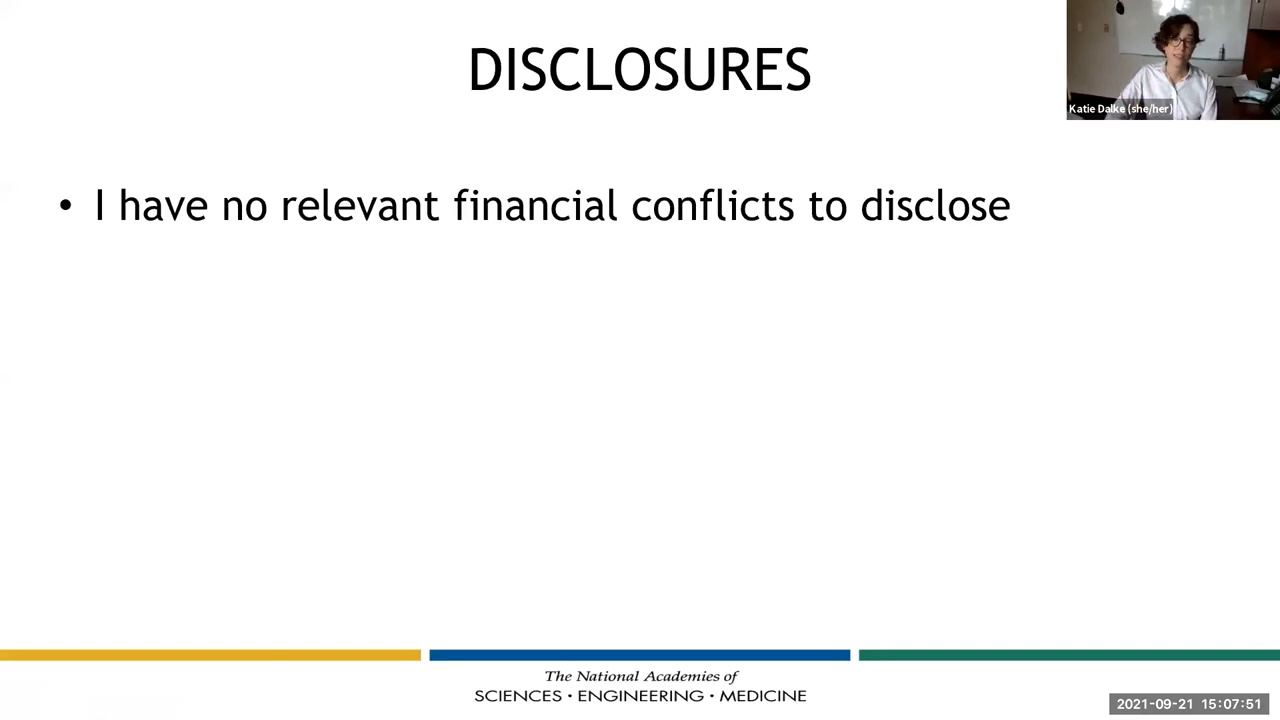 DISCLOSURES
Katie Dalke (she/her)
• I have no relevant financial conflicts to disclose
The National Academies of
SCIENCES · ENGINEERING · MEDICINE
2021-09-21 15:07:51